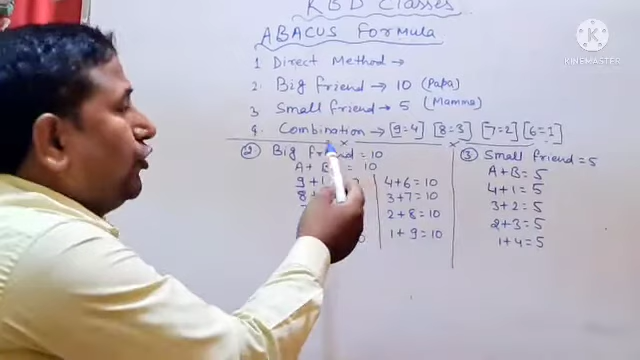 KBD Classes
ABACUS FORMULA
1 Direct Method →
2. Big friend → 10 (Papa)
3 Small friend → 5 (Mamma)
4. Combination → [9=4] [8=3] [7=2] [6=1]
② Big friend = 10
A + B = 10
9+1
8
4+6=10
3+7=10
2+8=10
1+9=10
③ Small friend = 5
A+B=5
4+1=5
3+2=5
2+3=5
1+4=5
K
KINEMASTER